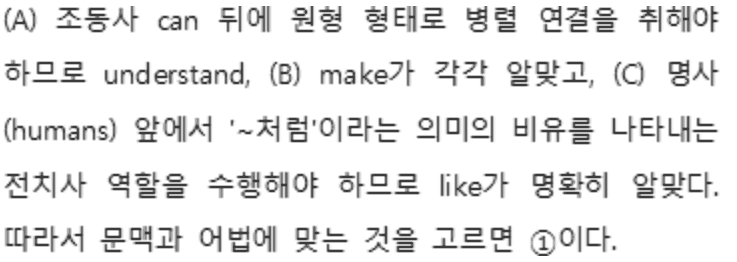 (A) 조동사 can 뒤에 원형 형태로 병렬 연결을 취해야
하므로 understand, (B) make가 각각 알맞고, (C) 명사
(humans) 앞에서 '~처럼'이라는 의미의 비유를 나타내는
전치사 역할을 수행해야 하므로 like가 명확히 알맞다.
따라서 문맥과 어법에 맞는 것을 고르면 ①이다.